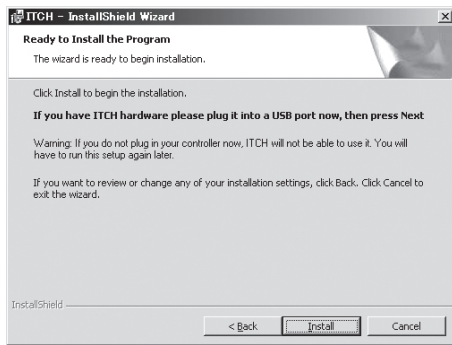 ITCH - InstallShield Wizard
Ready to Install the Program
The wizard is ready to begin installation.
Click Install to begin the installation.
If you have ITCH hardware please plug it into a USB port now, then press Next
Warning: If you do not plug in your controller now, ITCH will not be able to use it. You will
have to run this setup again later.
If you want to review or change any of your installation settings, click Back. Click Cancel to
exit the wizard.
InstallShield
< Back
Install
Cancel